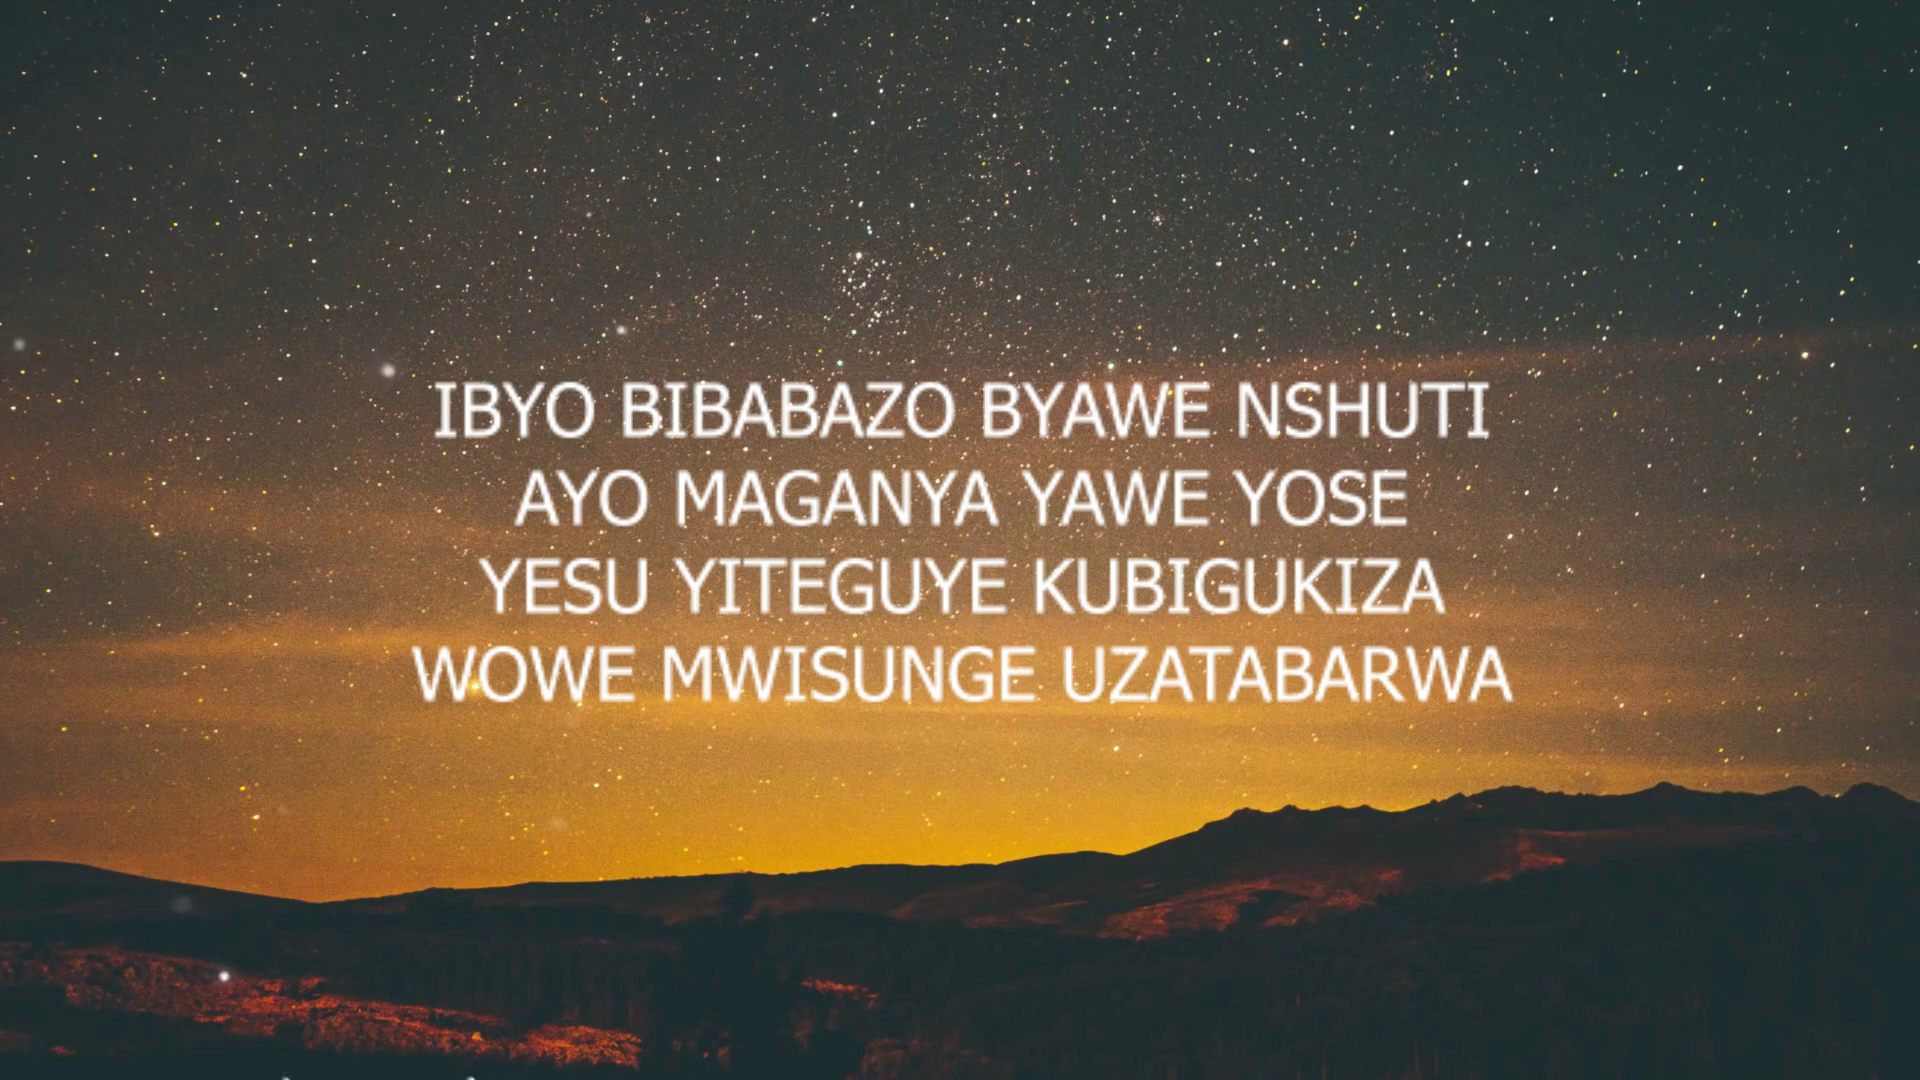 IBYO BIBABAZO BYAWE NSHUTI
AYO MAGANYA YAWE YOSE
YESU YITEGUYE KUBIGUKIZA
WOWE MWISUNGE UZATABARWA